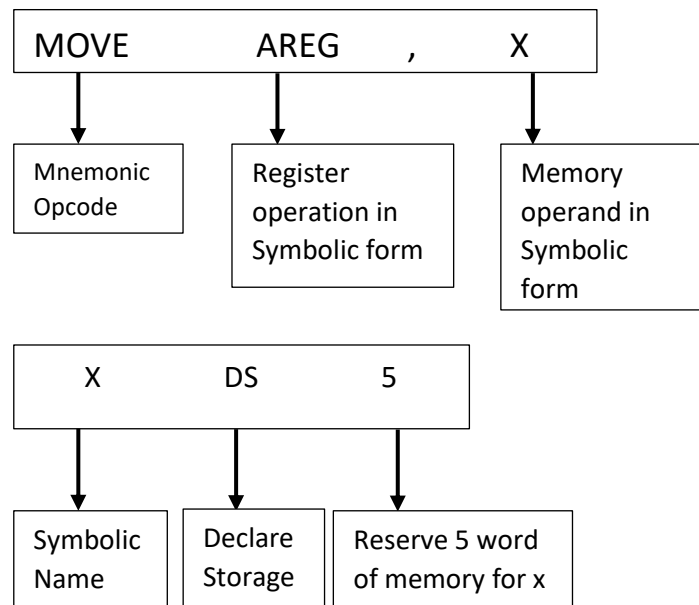 MOVE AREG , X
Mnemonic
Opcode
Register
operation in
Symbolic form
Memory
operand in
Symbolic
form
X DS 5
Symbolic
Name
Declare
Storage
Reserve 5 word
of memory for x